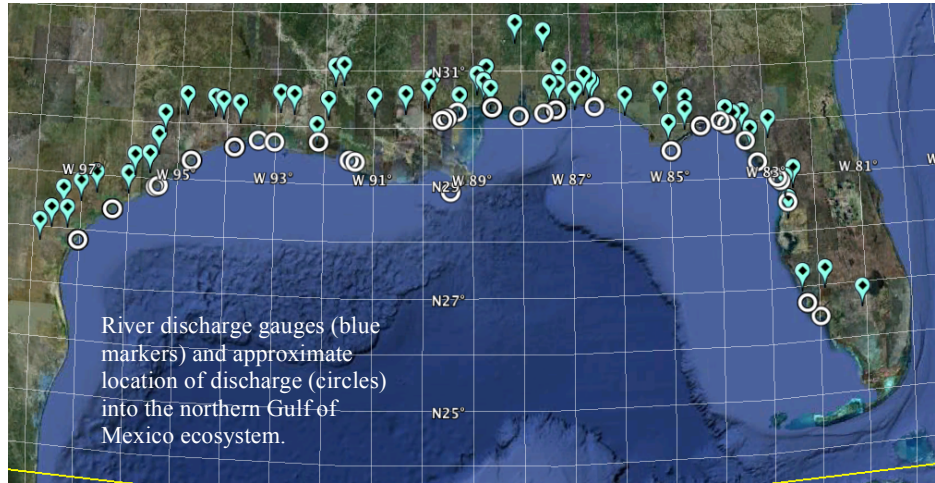 N31°
W 97°
W 95°
W 93°
W 91°
N29°
W 89°
W 87°
W 85°
W 83°
W 81°
N27°
River discharge gauges (blue
markers) and approximate
location of discharge (circles)
into the northern Gulf of
Mexico ecosystem.
N25°